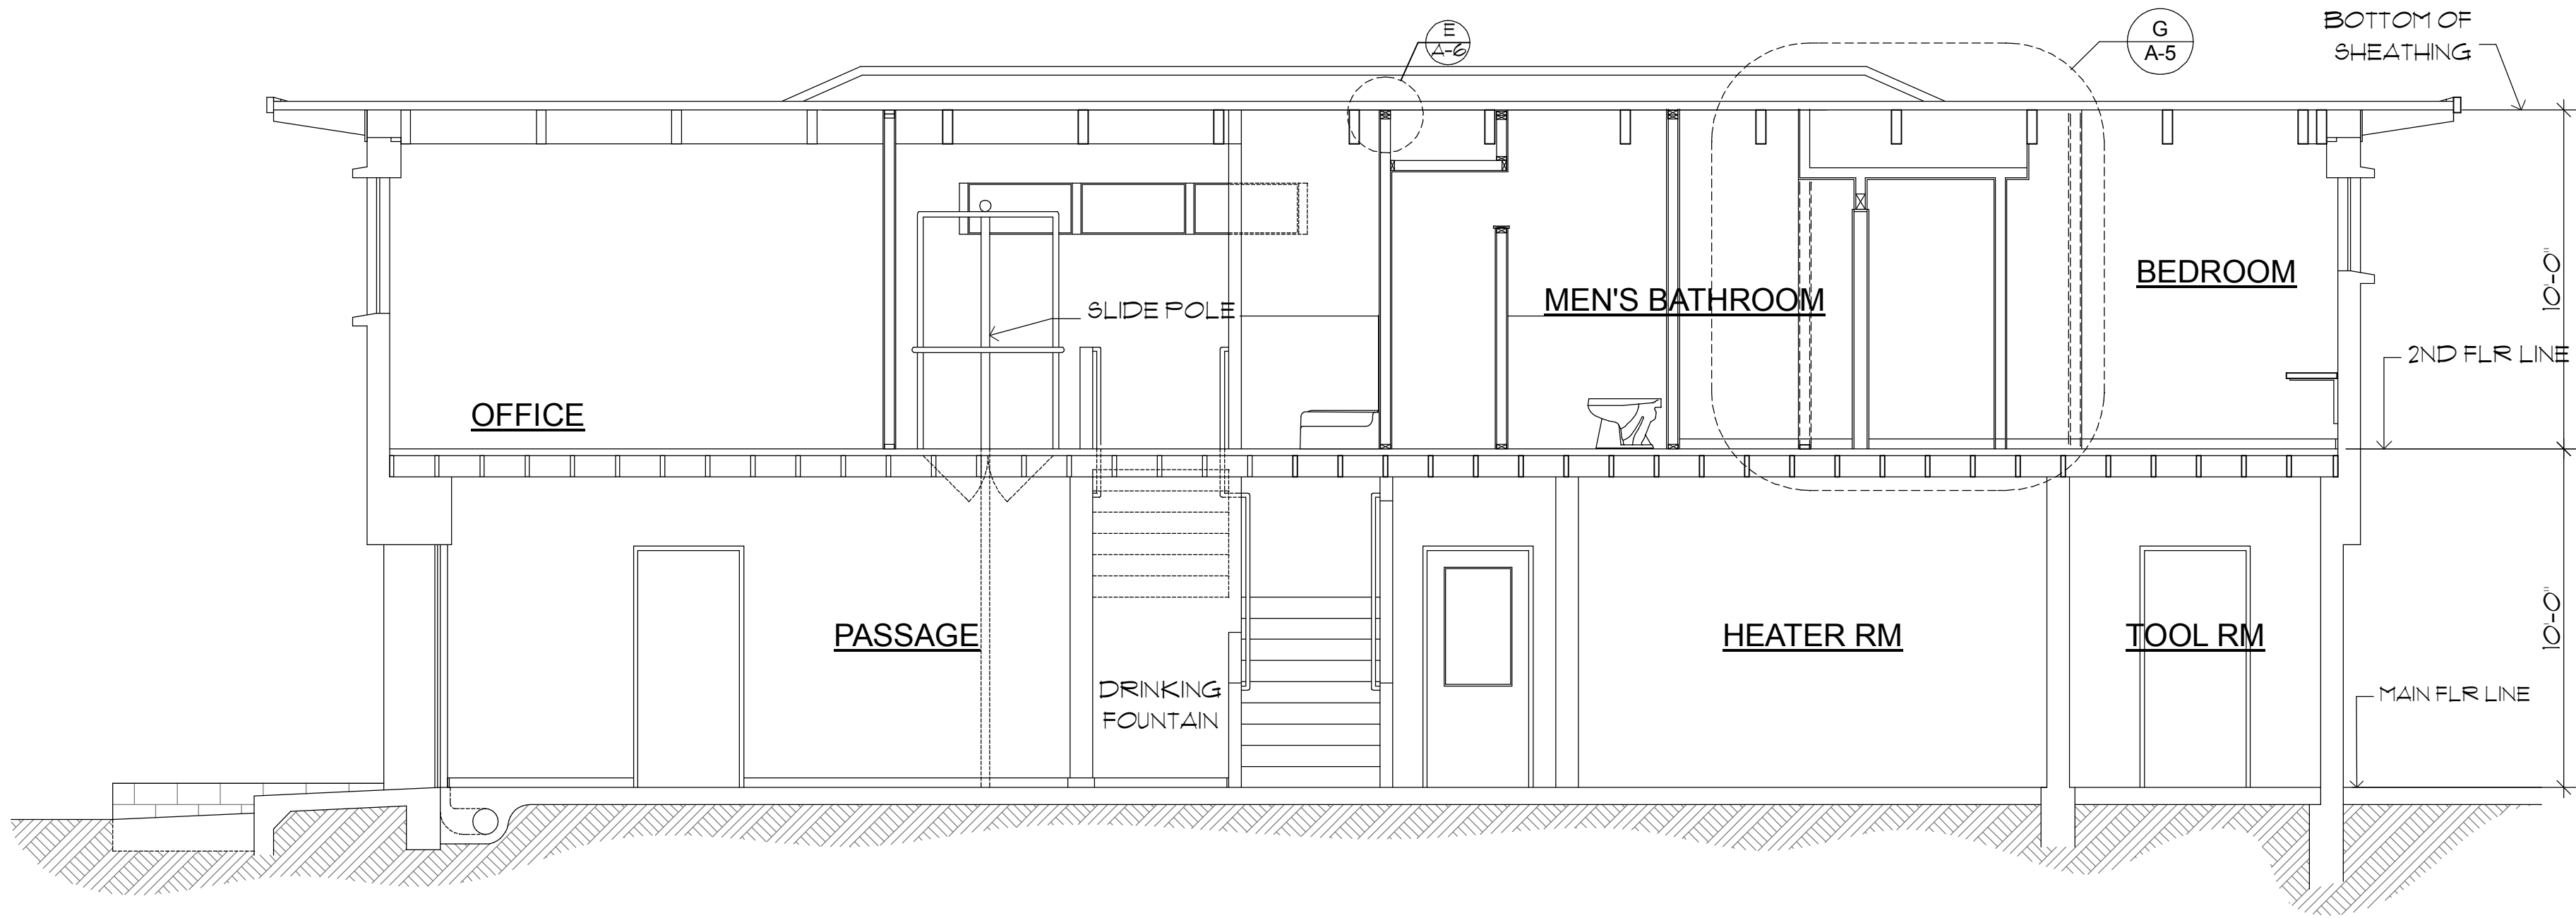 E
A-6
G
A-5
BOTTOM OF
SHEATHING
SLIDE POLE
MEN'S BATHROOM
BEDROOM
10'-0"
2ND FLR LINE
OFFICE
PASSAGE
DRINKING
FOUNTAIN
HEATER RM
TOOL RM
10'-0"
MAIN FLR LINE